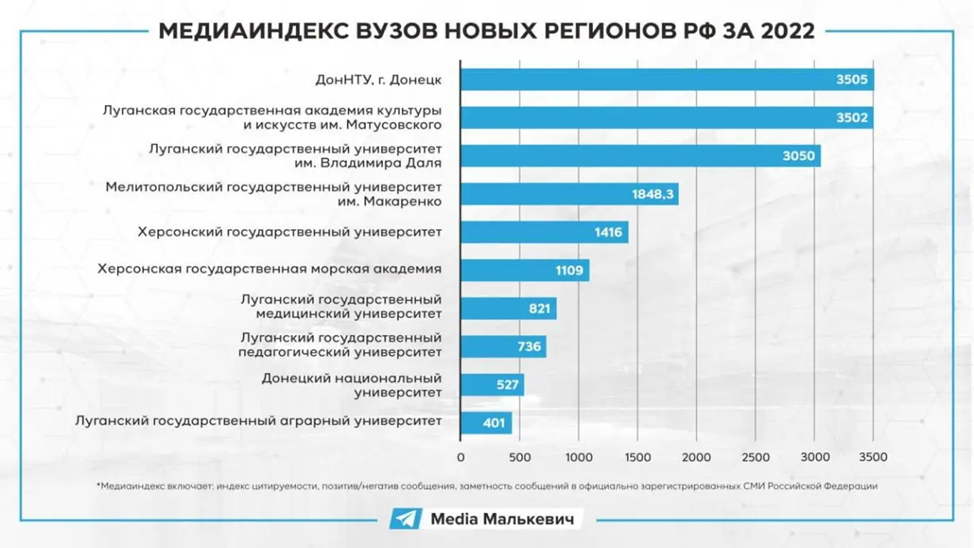 МЕДИАИНДЕКС ВУЗОВ НОВЫХ РЕГИОНОВ РФ ЗА 2022
ДонНТУ, г. Донецк
3505
Луганская государственная академия культуры
и искусств им. Матусовского
3502
Луганский государственный университет
им. Владимира Даля
3050
Мелитопольский государственный университет
им. Макаренко
1848,3
Херсонский государственный университет
1416
Херсонская государственная морская академия
1109
Луганский государственный
медицинский университет
821
Луганский государственный
педагогический университет
736
Донецкий национальный
университет
527
Луганский государственный аграрный университет
401
0 500 1000 1500 2000 2500 3000 3500
*Медиаиндекс включает: индекс цитируемости, позитив/негатив сообщения, заметность сообщений в официально зарегистрированных СМИ Российской Федерации
Media Малькевич